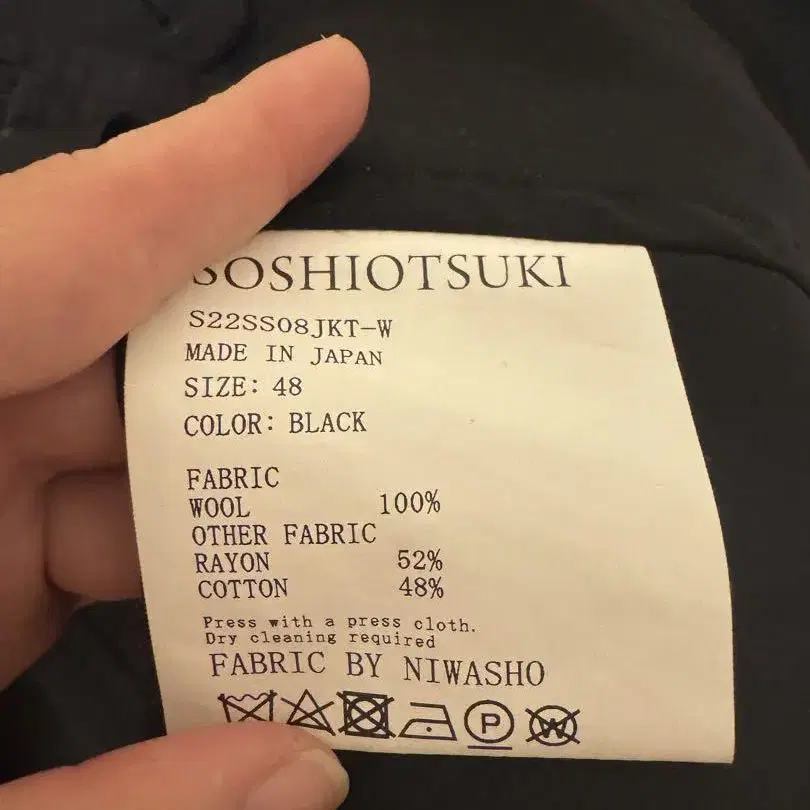 SOSHIOTSUKI
S22SS08JKT-W
MADE IN JAPAN
SIZE: 48
COLOR: BLACK
FABRIC
WOOL 100%
OTHER FABRIC
RAYON 52%
COTTON 48%
Press with a press cloth.
Dry cleaning required
FABRIC BY NIWASHO
P W